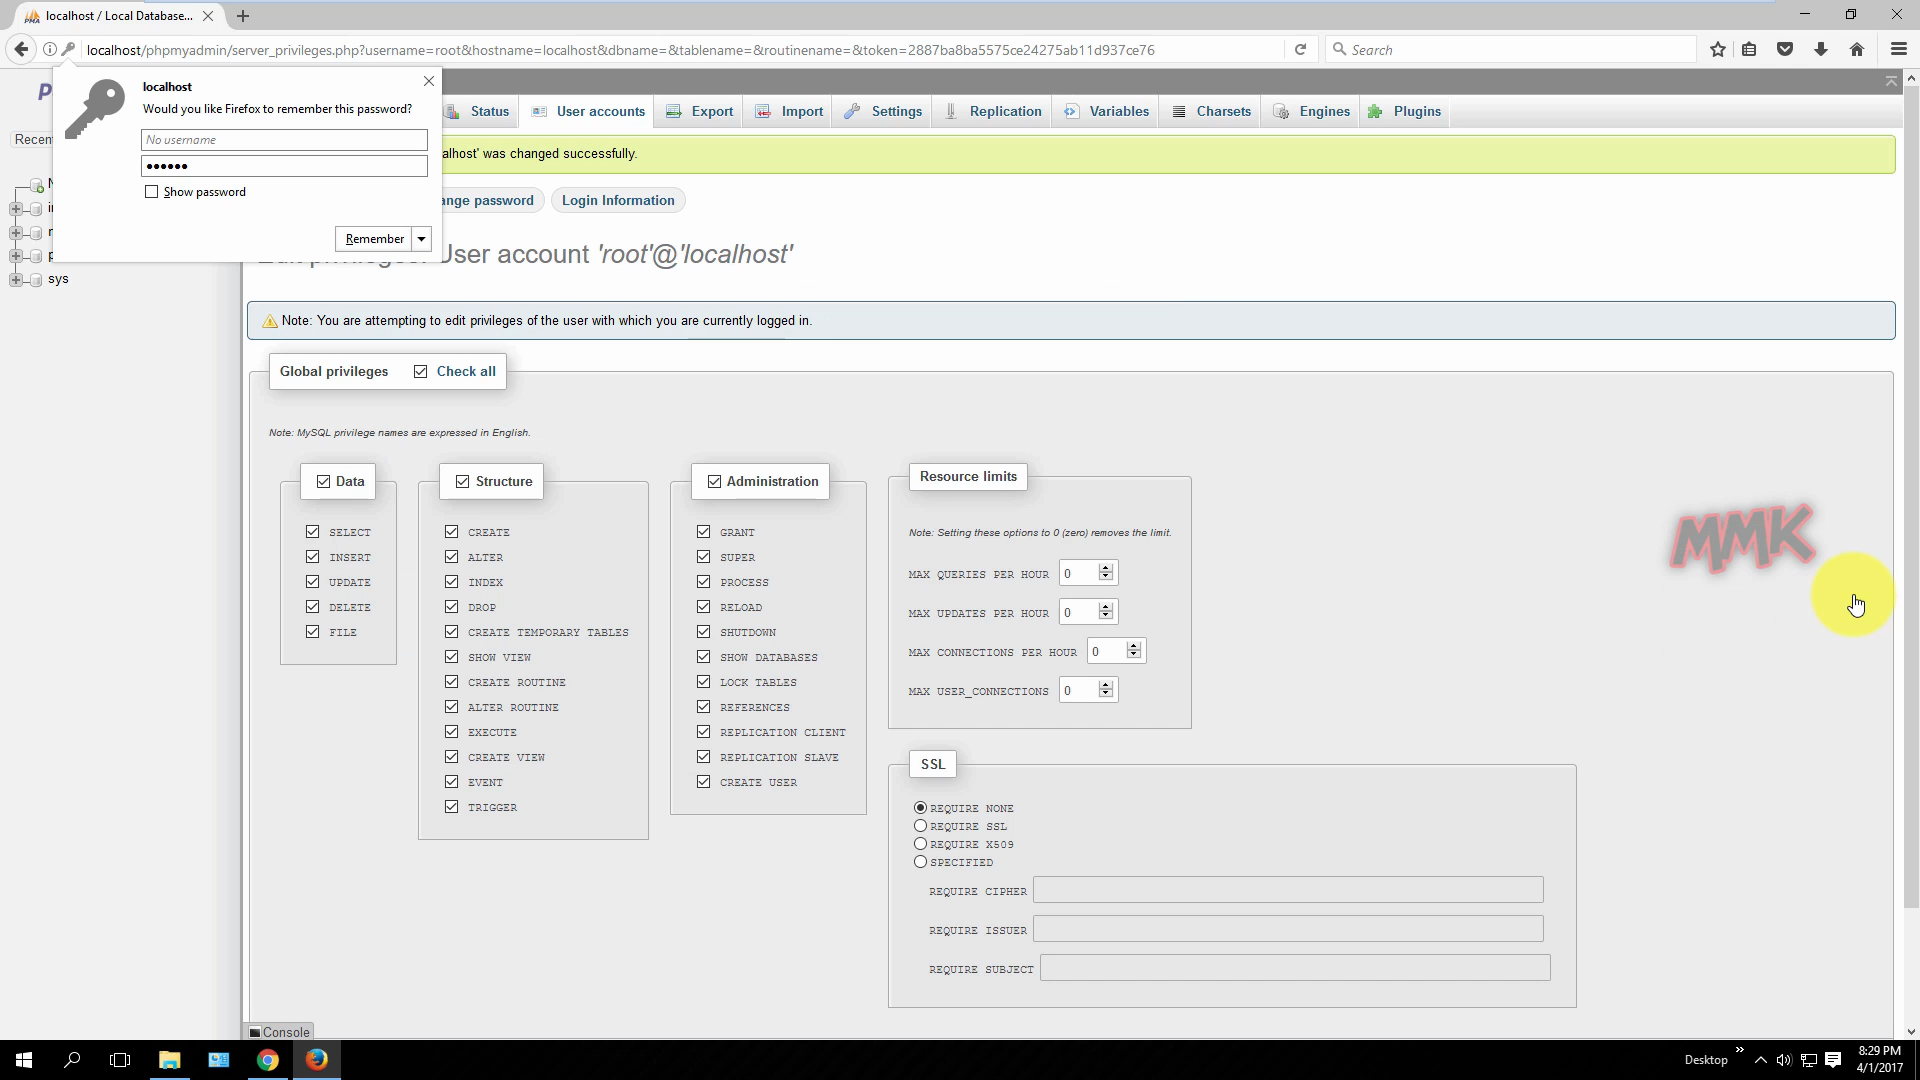 localhost / Local Database...
localhost/phpmyadmin/server_privileges.php?username=root&hostname=localhost&dbname=&tablename=&routinename=&token=2887ba8ba5575ce24275ab11d937ce76
Search
localhost
Would you like Firefox to remember this password?
No username
••••••
Show password
Remember
Recen
sys
Status
User accounts
Export
Import
Settings
Replication
Variables
Charsets
Engines
Plugins
alhost' was changed successfully.
ange password
Login Information
Edit privileges: User account 'root'@'localhost'
Note: You are attempting to edit privileges of the user with which you are currently logged in.
Global privileges
Check all
Note: MySQL privilege names are expressed in English.
Data
SELECT
INSERT
UPDATE
DELETE
FILE
Structure
CREATE
ALTER
INDEX
DROP
CREATE TEMPORARY TABLES
SHOW VIEW
CREATE ROUTINE
ALTER ROUTINE
EXECUTE
CREATE VIEW
EVENT
TRIGGER
Administration
GRANT
SUPER
PROCESS
RELOAD
SHUTDOWN
SHOW DATABASES
LOCK TABLES
REFERENCES
REPLICATION CLIENT
REPLICATION SLAVE
CREATE USER
Resource limits
Note: Setting these options to 0 (zero) removes the limit.
MAX QUERIES PER HOUR 0
MAX UPDATES PER HOUR 0
MAX CONNECTIONS PER HOUR 0
MAX USER_CONNECTIONS 0
SSL
REQUIRE NONE
REQUIRE SSL
REQUIRE X509
SPECIFIED
REQUIRE CIPHER
REQUIRE ISSUER
REQUIRE SUBJECT
MMK
Console
Desktop
8:29 PM
4/1/2017